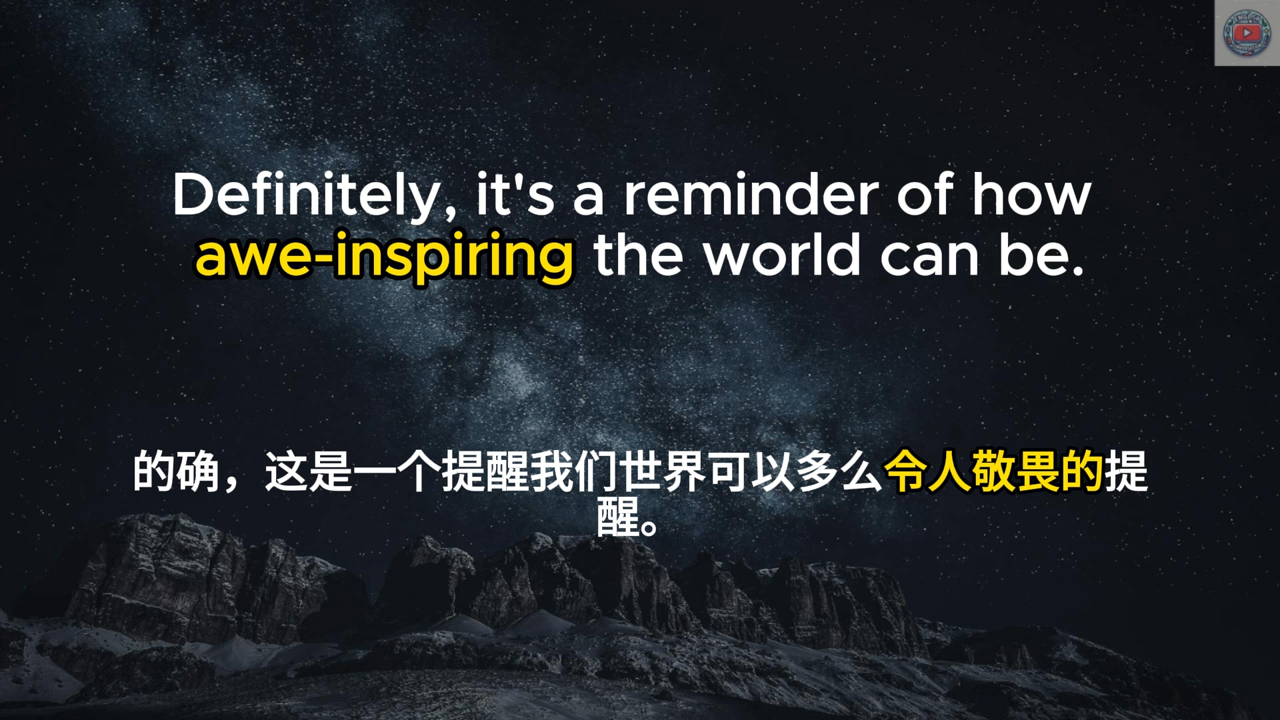 Definitely, it's a reminder of how
awe-inspiring the world can be.
的确，这是一个提醒我们世界可以多么令人敬畏的提
醒。